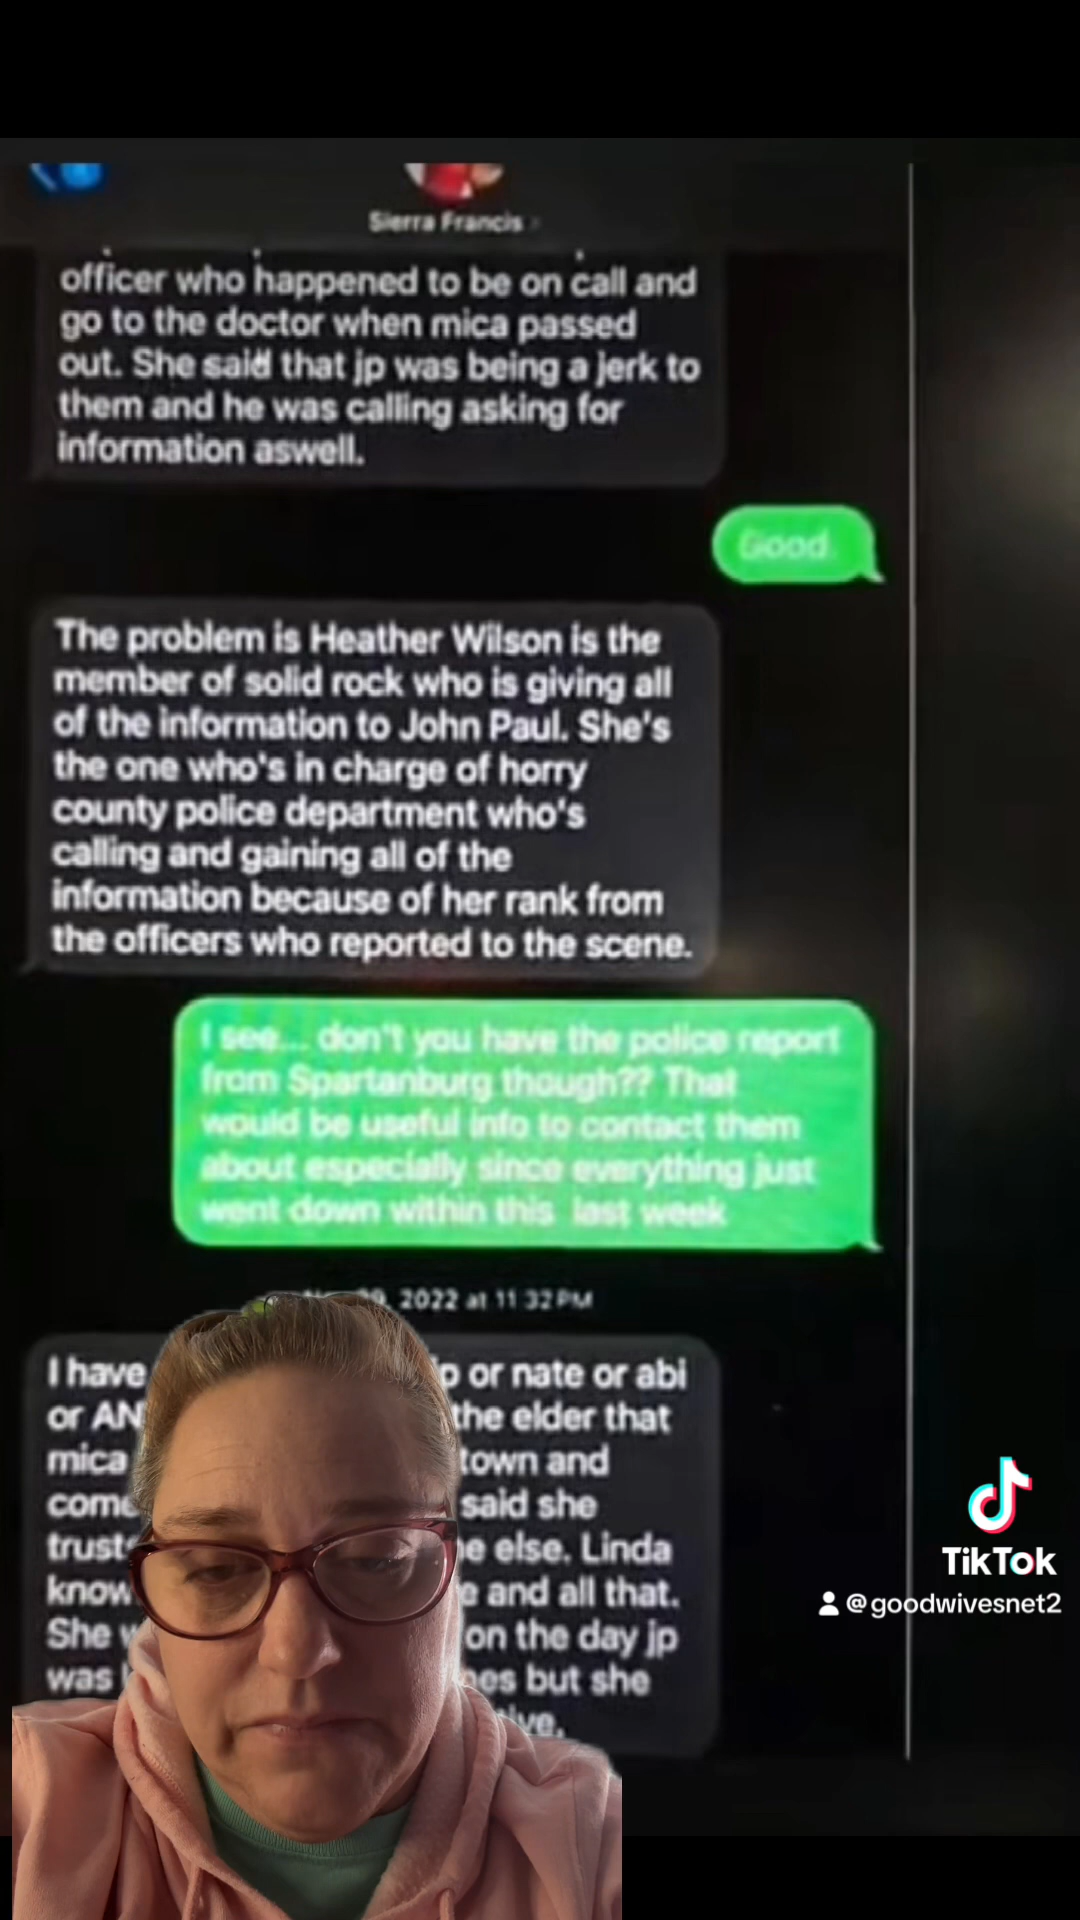 Sierra Francis
officer who happened to be on call and
go to the doctor when mica passed
out. She said that jp was being a jerk to
them and he was calling asking for
information aswell.
Good.
The problem is Heather Wilson is the
member of solid rock who is giving all
of the information to John Paul. She's
the one who's in charge of horry
county police department who's
calling and gaining all of the
information because of her rank from
the officers who reported to the scene.
I see... don't you have the police report
from Spartanburg though?? That
would be useful info to contact them
about especially since everything just
went down within this last week
, 2022 at 11:32 PM
I have or nate or abi
or the elder that
mica town and
said she
else. Linda
and all that.
She on the day jp
was but she
TikTok
@goodwivesnet2